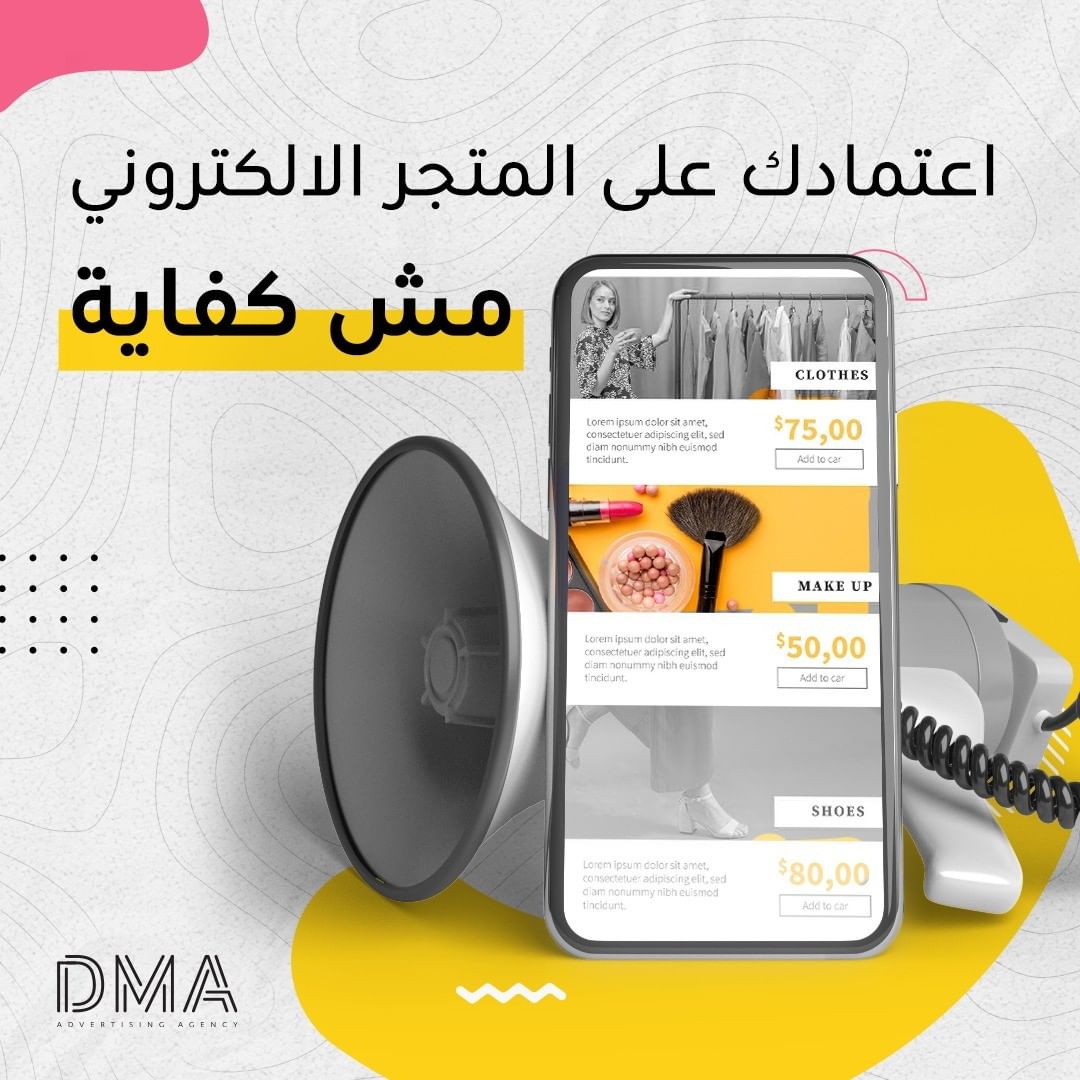 اعتمادك على المتجر الالكتروني
مش كفاية
CLOTHES
Lorem ipsum dolor sit amet,
consectetuer adipiscing elit, sed
diam nonummy nibh euismod
tincidunt.
$75,00
Add to car
MAKE UP
Lorem ipsum dolor sit amet,
consectetuer adipiscing elit, sed
diam nonummy nibh euismod
tincidunt.
$50,00
Add to car
SHOES
Lorem ipsum dolor sit amet,
consectetuer adipiscing elit, sed
diam nonummy nibh euismod
tincidunt.
$80,00
Add to car
DMA
ADVERTISING AGENCY